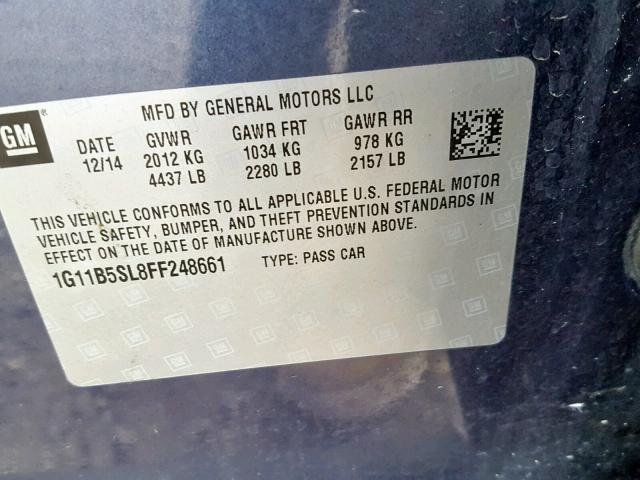 GM
MFD BY GENERAL MOTORS LLC
DATE GVWR GAWR FRT GAWR RR
12/14 2012 KG 1034 KG 978 KG
4437 LB 2280 LB 2157 LB
THIS VEHICLE CONFORMS TO ALL APPLICABLE U.S. FEDERAL MOTOR
VEHICLE SAFETY, BUMPER, AND THEFT PREVENTION STANDARDS IN
EFFECT ON THE DATE OF MANUFACTURE SHOWN ABOVE.
1G11B5SL8FF248661 TYPE: PASS CAR